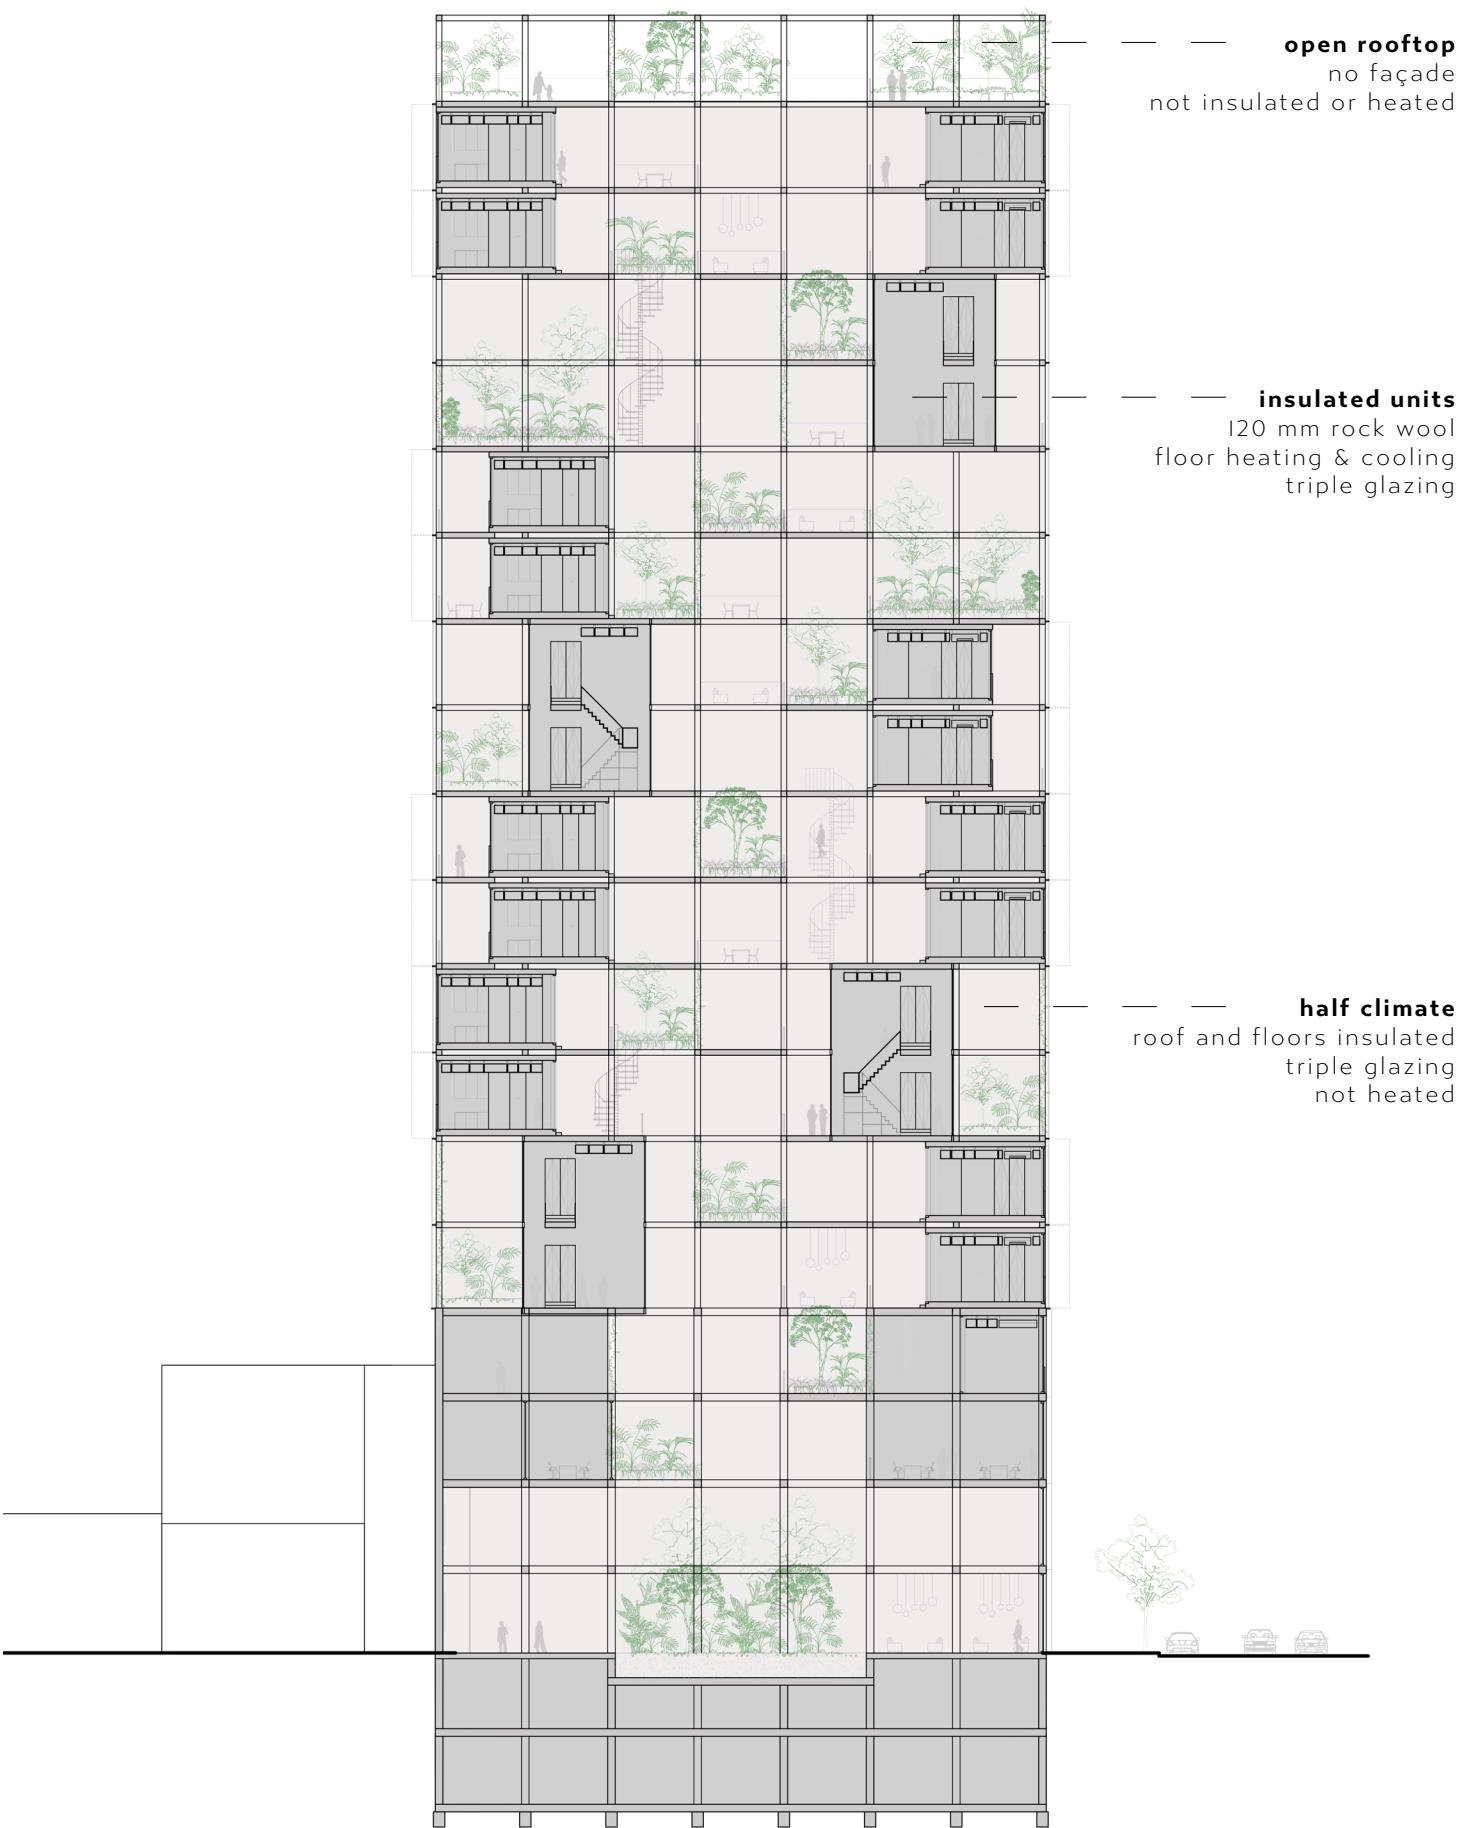 open rooftop
no façade
not insulated or heated
insulated units
120 mm rock wool
floor heating & cooling
triple glazing
half climate
roof and floors insulated
triple glazing
not heated